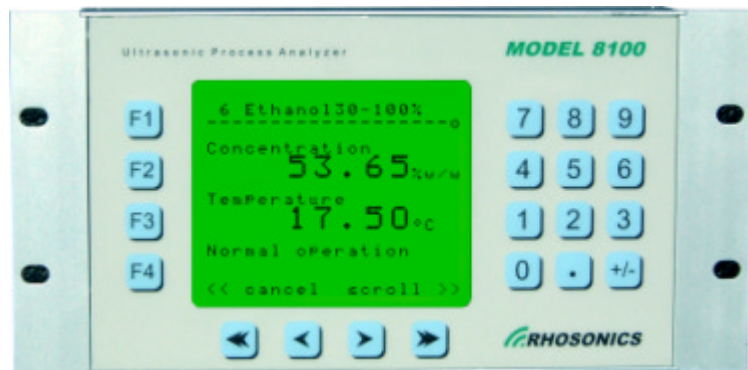 Ultrasonic Process Analyzer
MODEL 8100
6 Ethanol30-100%
Concentration
53.65%w/w
Temperature
17.50°C
Normal operation
<< cancel scroll >>
F1
F2
F3
F4
7 8 9
4 5 6
1 2 3
0 . +/-
RHOSONICS